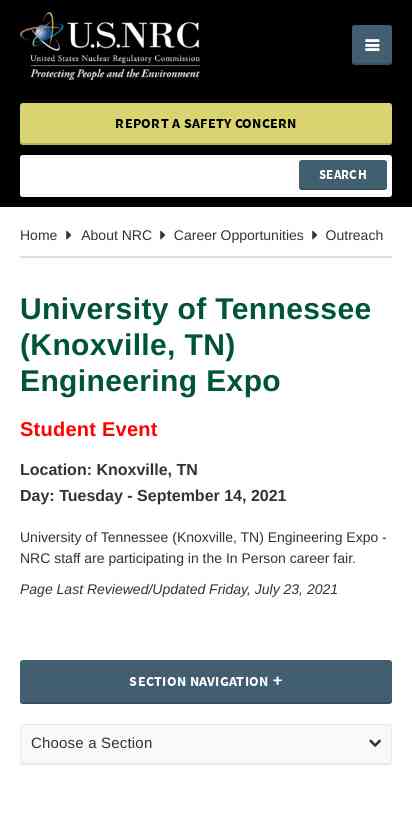 U.S.NRC
United States Nuclear Regulatory Commission
Protecting People and the Environment
REPORT A SAFETY CONCERN
SEARCH
Home About NRC Career Opportunities Outreach
University of Tennessee
(Knoxville, TN)
Engineering Expo
Student Event
Location: Knoxville, TN
Day: Tuesday - September 14, 2021
University of Tennessee (Knoxville, TN) Engineering Expo -
NRC staff are participating in the In Person career fair.
Page Last Reviewed/Updated Friday, July 23, 2021
SECTION NAVIGATION +
Choose a Section